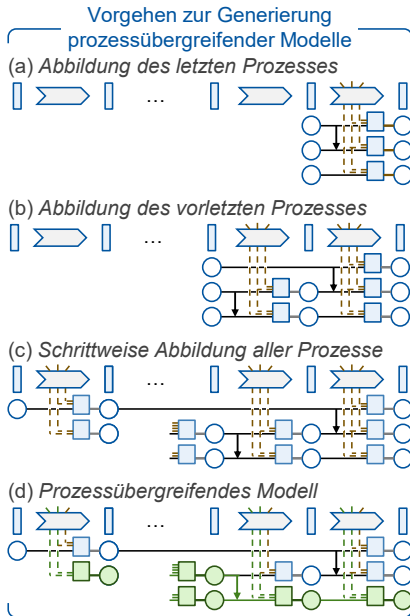 Vorgehen zur Generierung
prozessübergreifender Modelle
(a) Abbildung des letzten Prozesses
...
(b) Abbildung des vorletzten Prozesses
...
(c) Schrittweise Abbildung aller Prozesse
...
(d) Prozessübergreifendes Modell
...